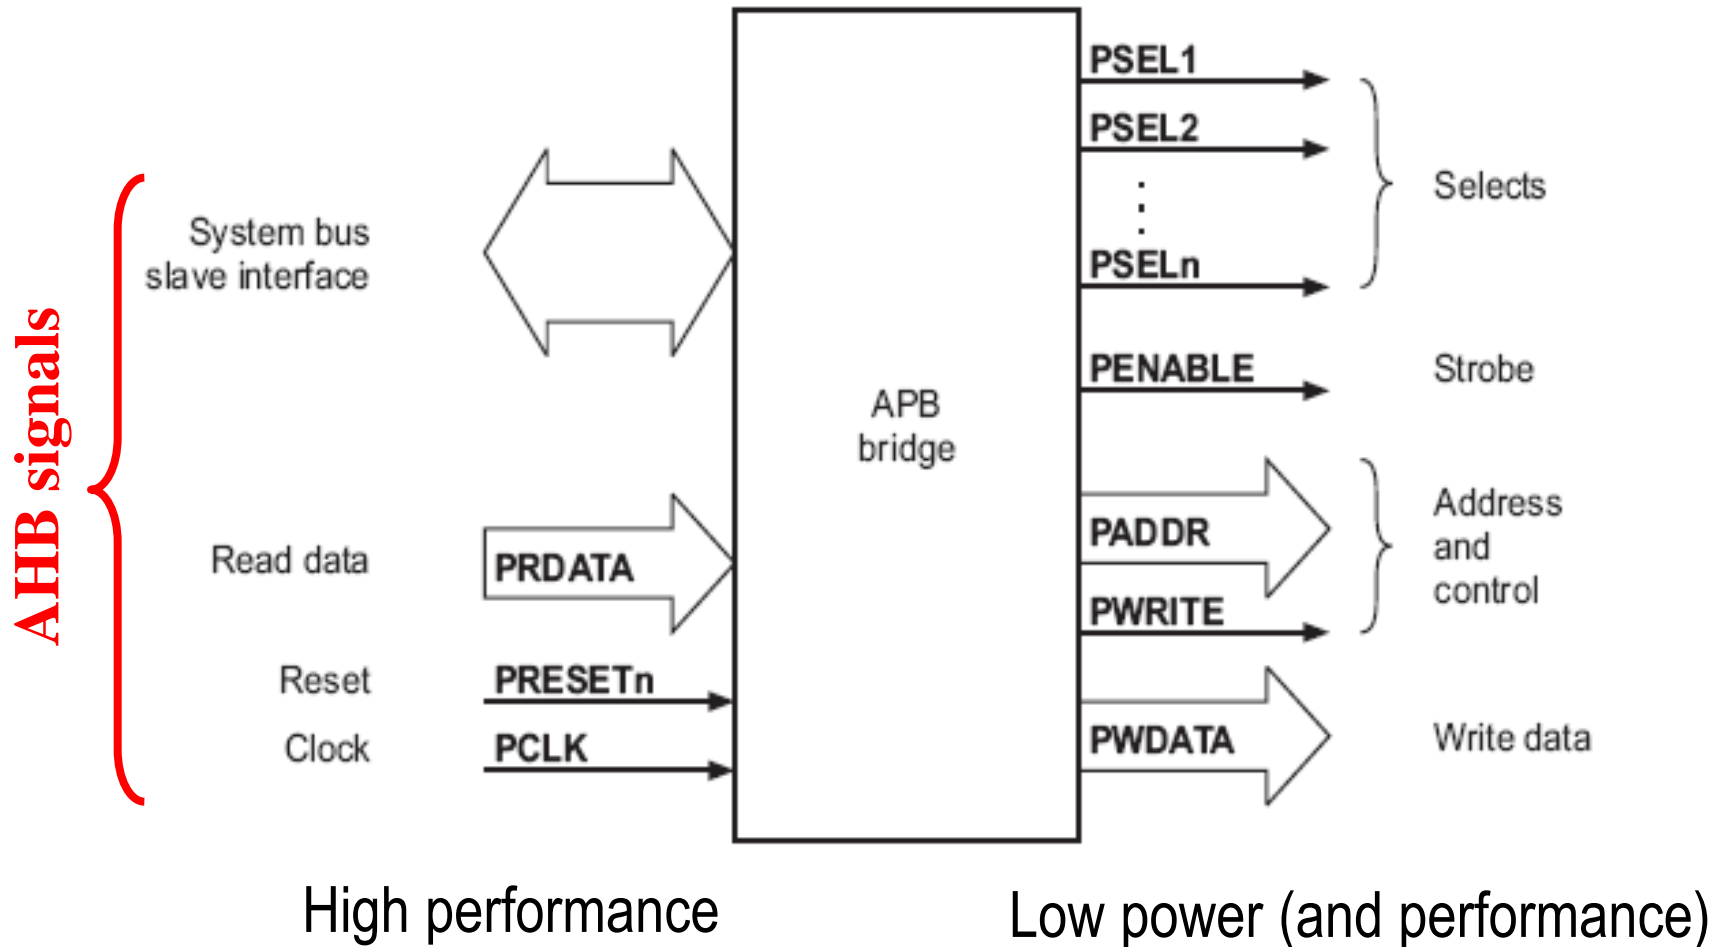 AHB signals
System bus
slave interface
Read data
PRDATA
Reset
PRESETn
Clock
PCLK
APB
bridge
PSEL1
PSEL2
PSELn
Selects
PENABLE
Strobe
PADDR
PWRITE
Address
and
control
PWDATA
Write data
High performance
Low power (and performance)